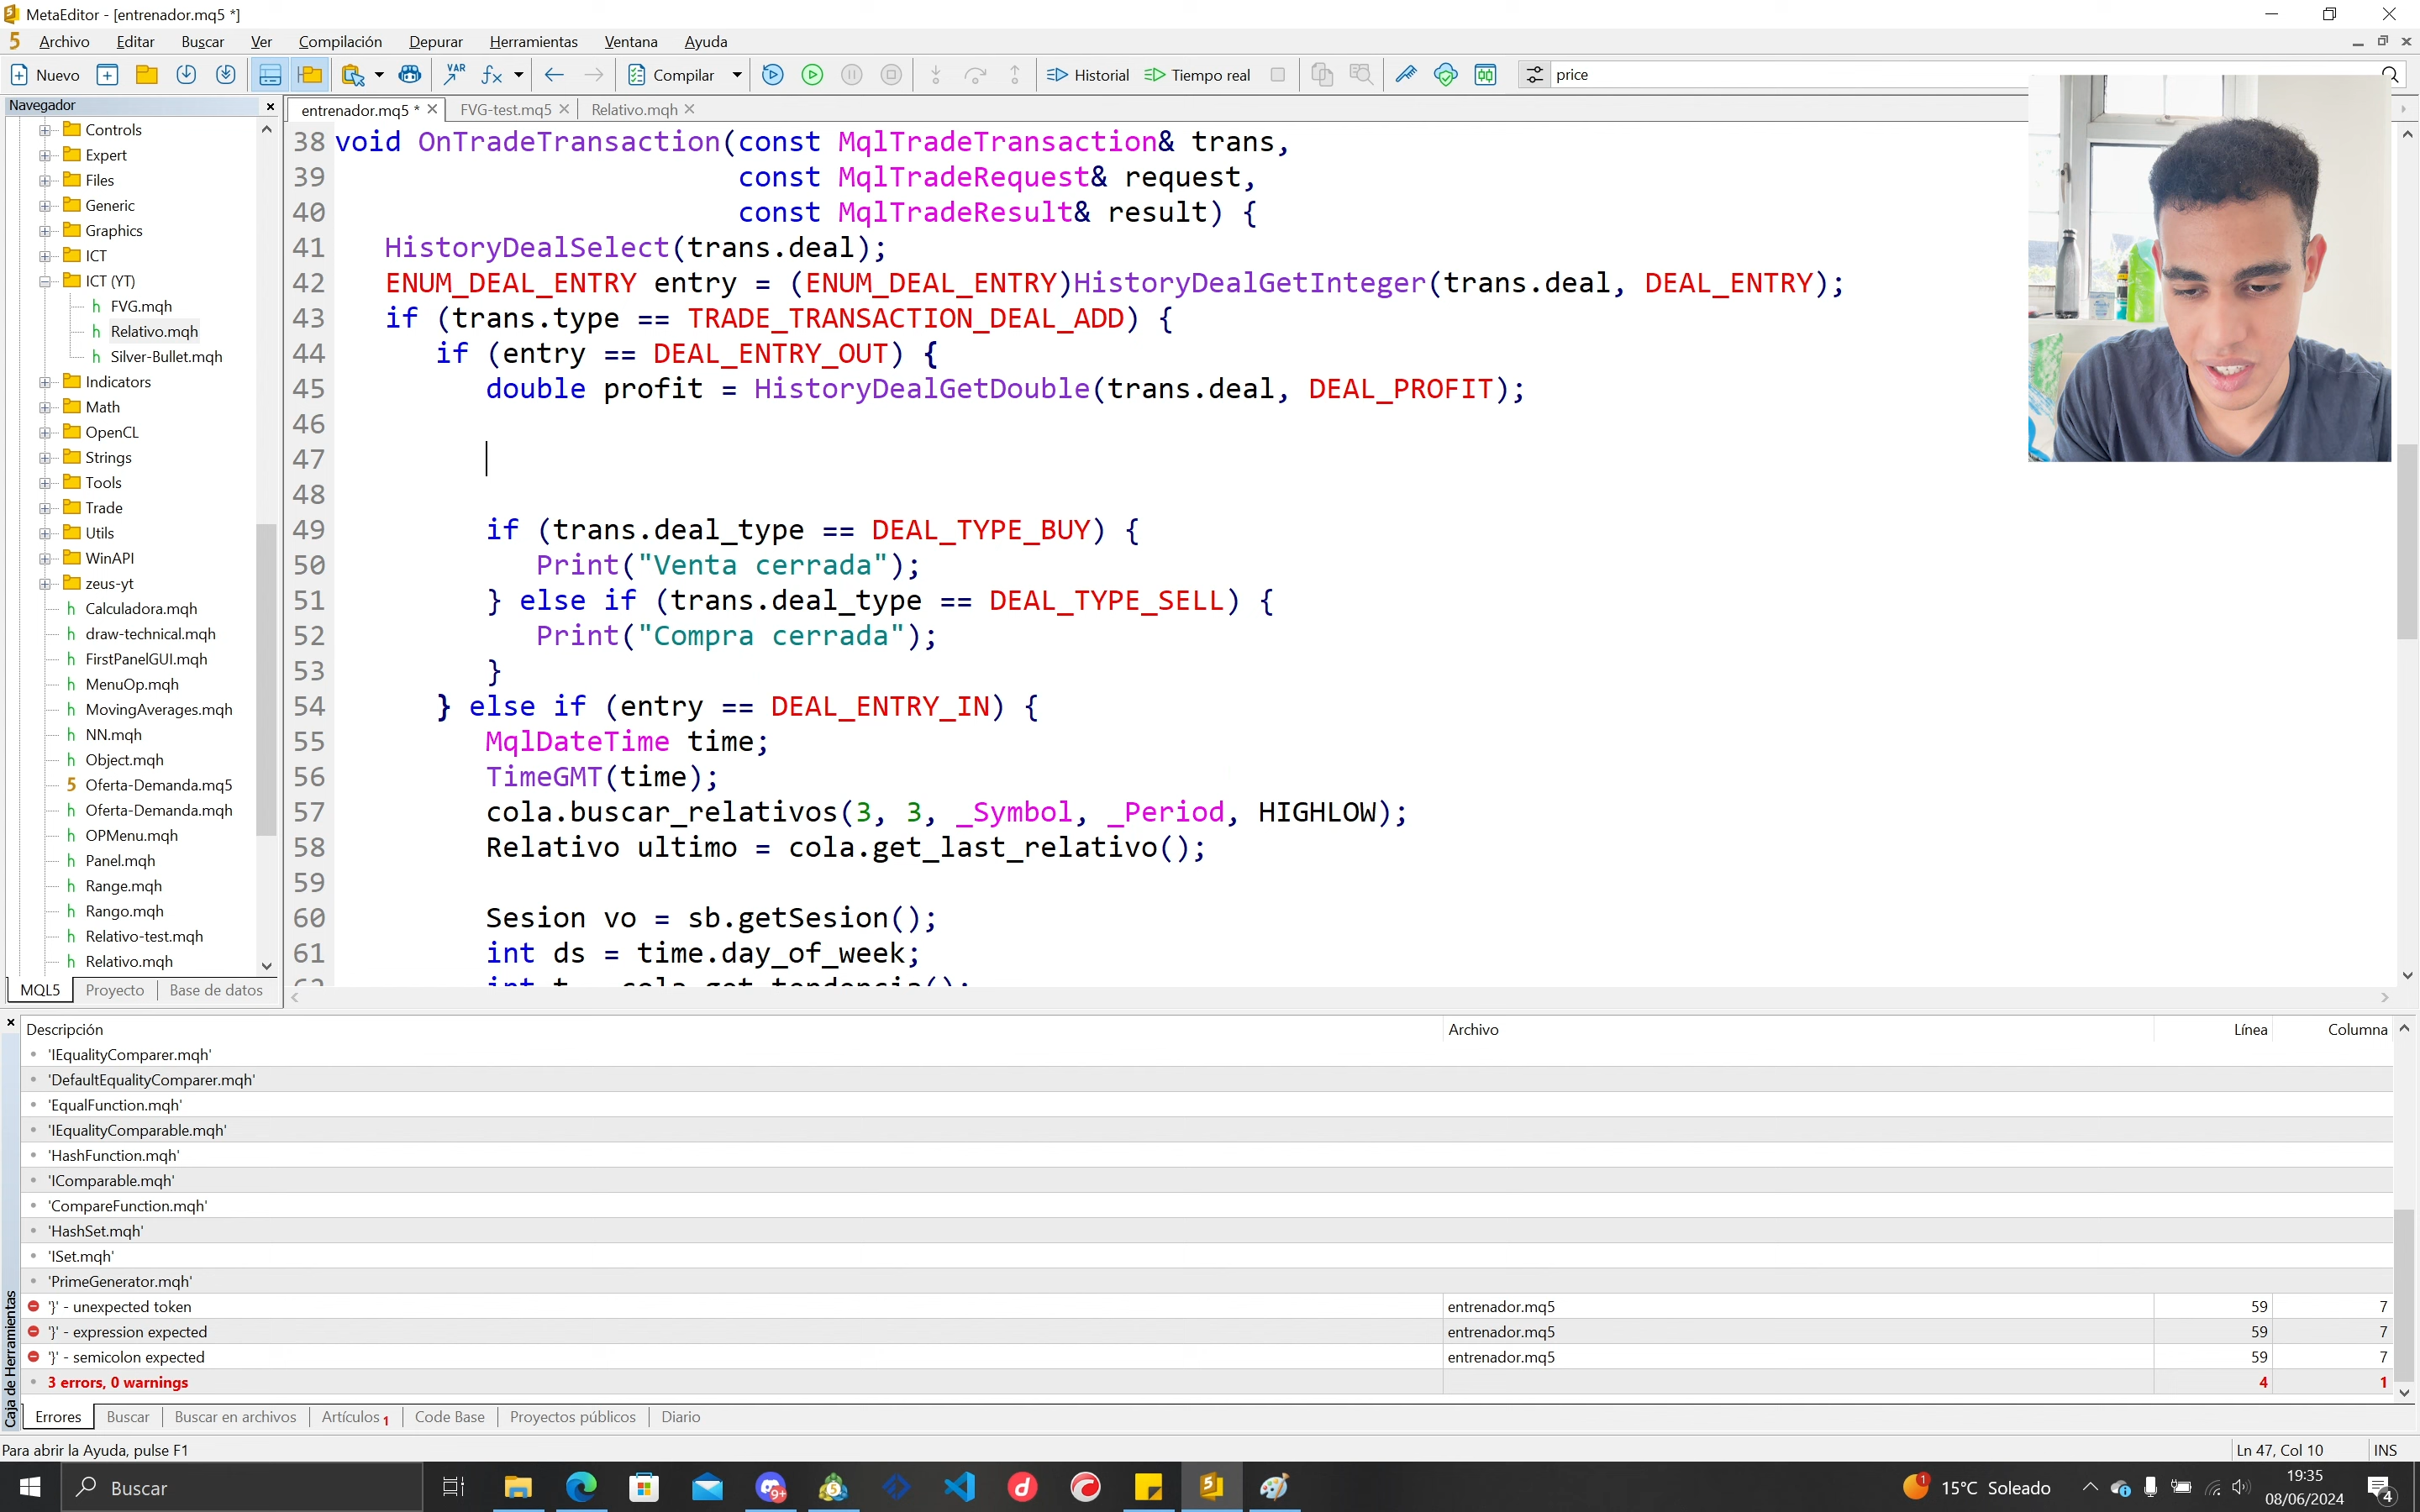 MetaEditor - [entrenador.mq5 *]
Archivo Editar Buscar Ver Compilación Depurar Herramientas Ventana Ayuda
Nuevo VAR fx Compilar Historial Tiempo real price
Navegador
entrenador.mq5 * FVG-test.mq5 Relativo.mqh
Controls
Expert
Files
Generic
Graphics
ICT
ICT (YT)
FVG.mqh
Relativo.mqh
Silver-Bullet.mqh
Indicators
Math
OpenCL
Strings
Tools
Trade
Utils
WinAPI
zeus-yt
Calculadora.mqh
draw-technical.mqh
FirstPanelGUI.mqh
MenuOp.mqh
MovingAverages.mqh
NN.mqh
Object.mqh
Oferta-Demanda.mq5
Oferta-Demanda.mqh
OPMenu.mqh
Panel.mqh
Range.mqh
Rango.mqh
Relativo-test.mqh
Relativo.mqh
MQL5 Proyecto Base de datos
38 void OnTradeTransaction(const MqlTradeTransaction& trans,
39 const MqlTradeRequest& request,
40 const MqlTradeResult& result) {
41 HistoryDealSelect(trans.deal);
42 ENUM_DEAL_ENTRY entry = (ENUM_DEAL_ENTRY)HistoryDealGetInteger(trans.deal, DEAL_ENTRY);
43 if (trans.type == TRADE_TRANSACTION_DEAL_ADD) {
44 if (entry == DEAL_ENTRY_OUT) {
45 double profit = HistoryDealGetDouble(trans.deal, DEAL_PROFIT);
46
47
48
49 if (trans.deal_type == DEAL_TYPE_BUY) {
50 Print("Venta cerrada");
51 } else if (trans.deal_type == DEAL_TYPE_SELL) {
52 Print("Compra cerrada");
53 }
54 } else if (entry == DEAL_ENTRY_IN) {
55 MqlDateTime time;
56 TimeGMT(time);
57 cola.buscar_relativos(3, 3, _Symbol, _Period, HIGHLOW);
58 Relativo ultimo = cola.get_last_relativo();
59
60 Sesion vo = sb.getSesion();
61 int ds = time.day_of_week;
62 int t = cola.get_tendencia();
Descripción Archivo Línea Columna
'IEqualityComparer.mqh'
'DefaultEqualityComparer.mqh'
'EqualFunction.mqh'
'IEqualityComparable.mqh'
'HashFunction.mqh'
'IComparable.mqh'
'CompareFunction.mqh'
'HashSet.mqh'
'ISet.mqh'
'PrimeGenerator.mqh'
'}' - unexpected token entrenador.mq5 59 7
'}' - expression expected entrenador.mq5 59 7
'}' - semicolon expected entrenador.mq5 59 7
3 errors, 0 warnings 4 1
Caja de Herramientas
Errores Buscar Buscar en archivos Artículos 1 Code Base Proyectos públicos Diario
Para abrir la Ayuda, pulse F1 Ln 47, Col 10 INS
Buscar 9+ 1 15°C Soleado 19:35
08/06/2024 4